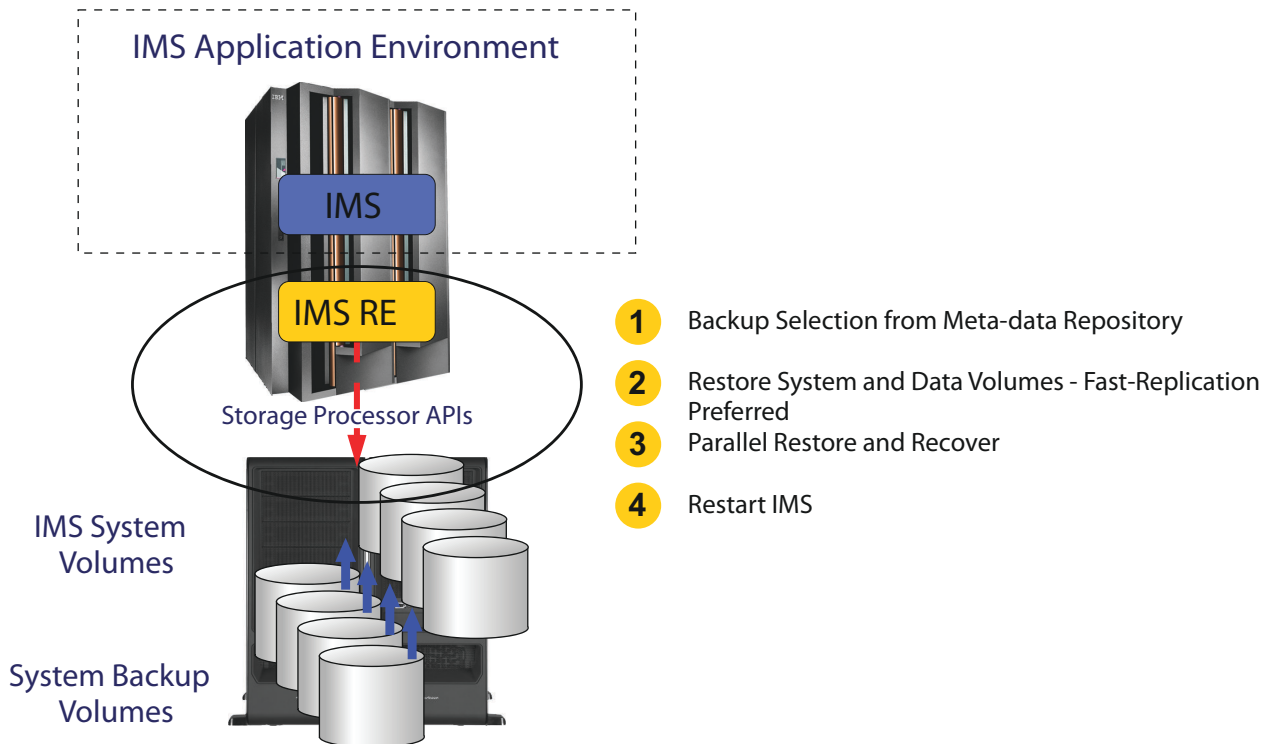 IMS Application Environment
IMS
IMS RE
Storage Processor APIs
IMS System
Volumes
System Backup
Volumes
1 Backup Selection from Meta-data Repository
2 Restore System and Data Volumes - Fast-Replication
Preferred
3 Parallel Restore and Recover
4 Restart IMS